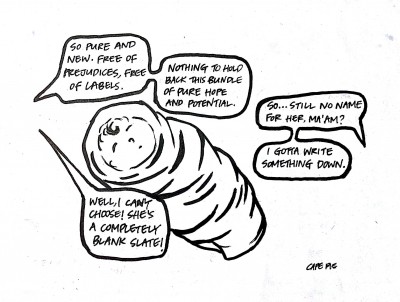 SO PURE AND
NEW. FREE OF
PREJUDICES, FREE
OF LABELS.
NOTHING TO HOLD
BACK THIS BUNDLE
OF PURE HOPE
AND POTENTIAL.
SO... STILL NO NAME
FOR HER, MA'AM?
I GOTTA WRITE
SOMETHING DOWN.
WELL, I CAN'T
CHOOSE! SHE'S
A COMPLETELY
BLANK SLATE!